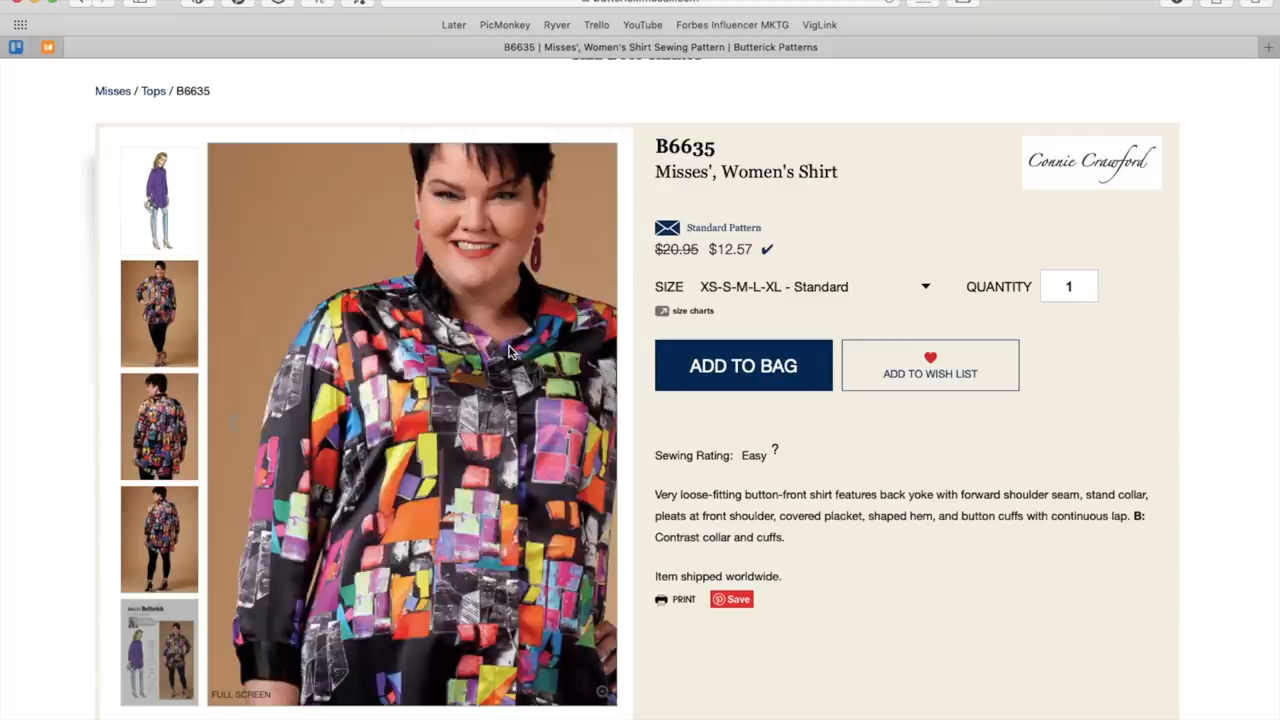 Later PicMonkey Ryver Trello YouTube Forbes Influencer MKTG VigLink
B6635 | Misses', Women's Shirt Sewing Pattern | Butterick Patterns
Misses / Tops / B6635
B6635
Misses', Women's Shirt
Connie Crawford
Standard Pattern
$20.95 $12.57
SIZE XS-S-M-L-XL - Standard QUANTITY 1
size charts
ADD TO BAG
ADD TO WISH LIST
Sewing Rating: Easy ?
Very loose-fitting button-front shirt features back yoke with forward shoulder seam, stand collar,
pleats at front shoulder, covered placket, shaped hem, and button cuffs with continuous lap. B:
Contrast collar and cuffs.
Item shipped worldwide.
PRINT Save
FULL SCREEN
Butterick